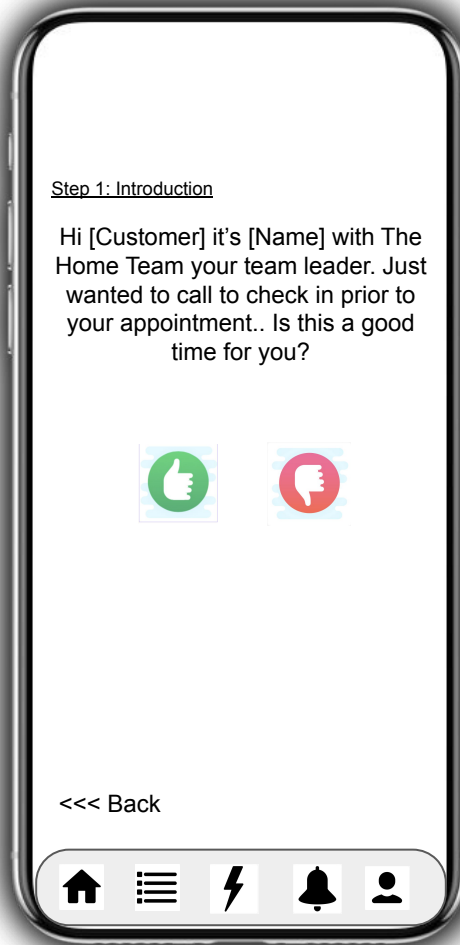 Step 1: Introduction
Hi [Customer] it’s [Name] with The
Home Team your team leader. Just
wanted to call to check in prior to
your appointment.. Is this a good
time for you?
<<< Back